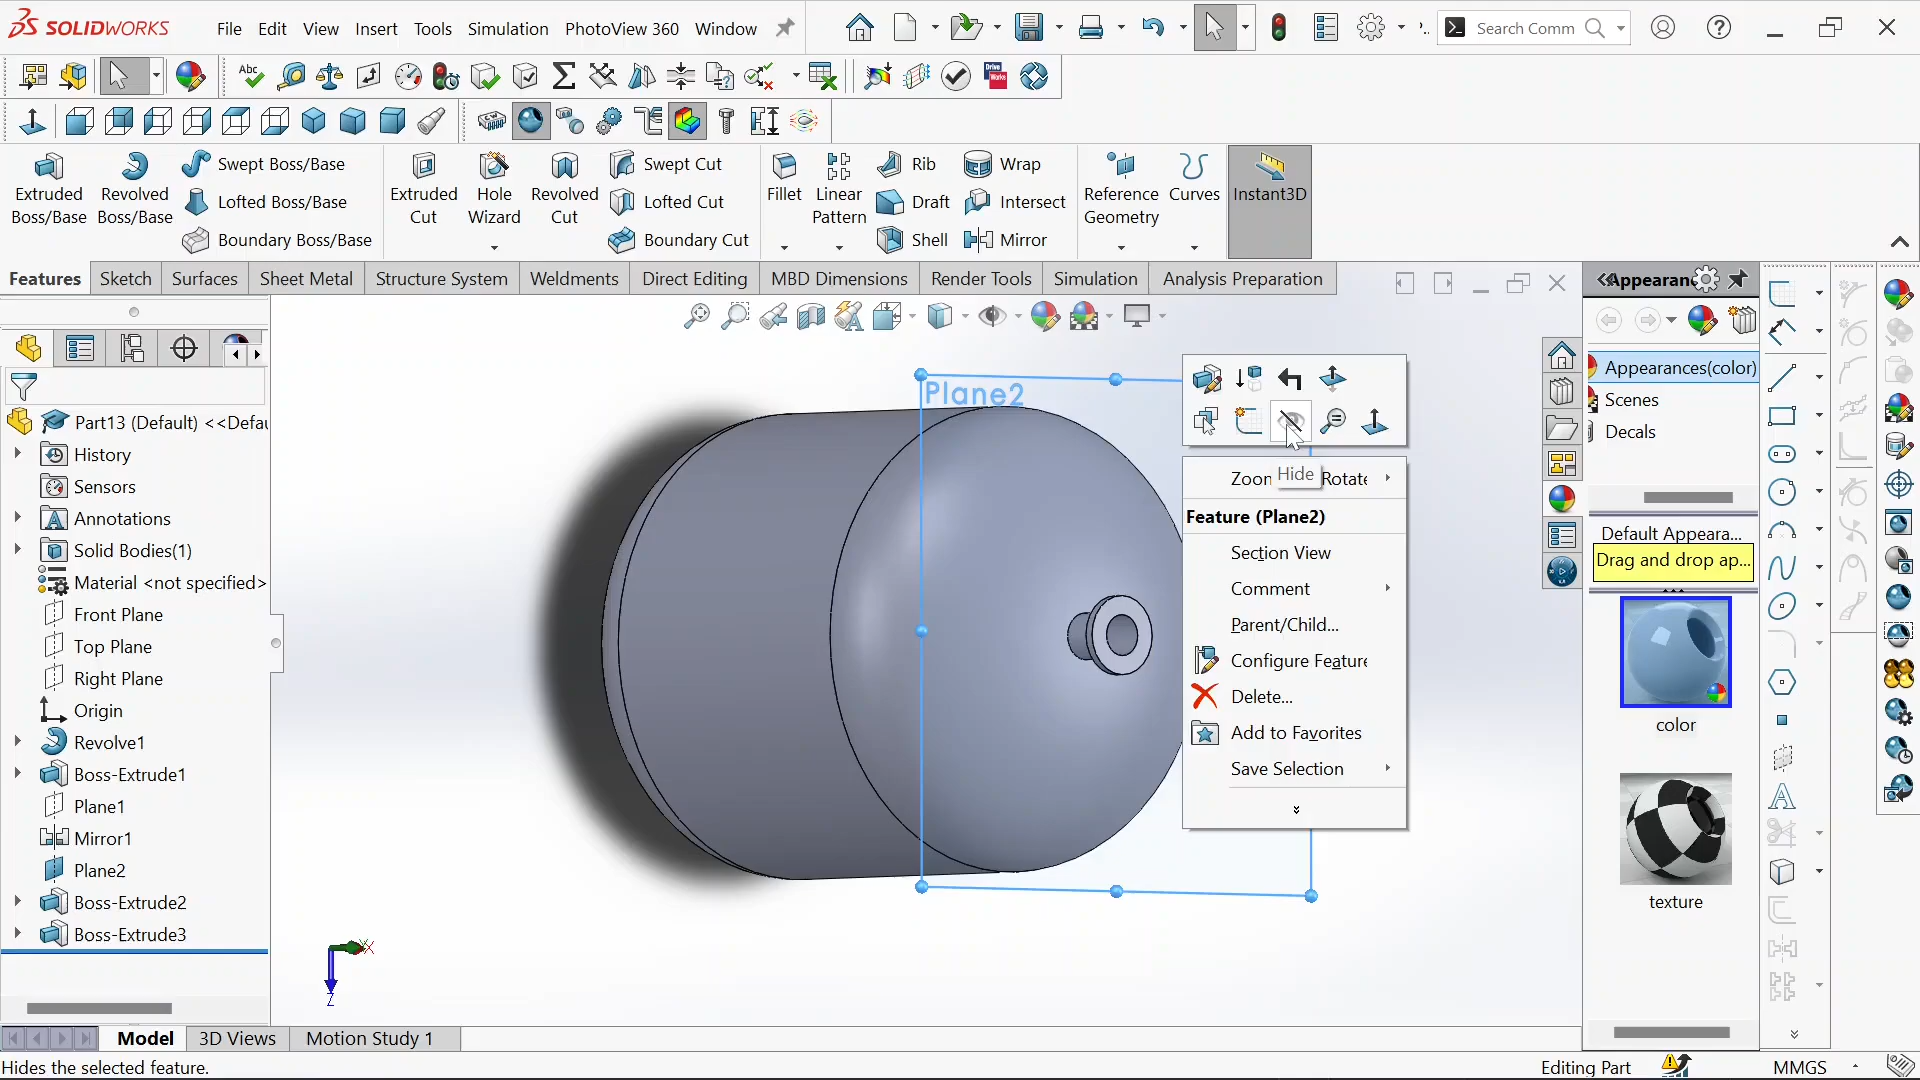 SOLIDWORKS File Edit View Insert Tools Simulation PhotoView 360 Window Search Comm
Extruded Boss/Base
Revolved Boss/Base
Swept Boss/Base
Lofted Boss/Base
Boundary Boss/Base
Extruded Cut
Hole Wizard
Revolved Cut
Swept Cut
Lofted Cut
Boundary Cut
Fillet
Linear Pattern
Rib
Draft
Shell
Wrap
Intersect
Mirror
Reference Geometry
Curves
Instant3D
Features Sketch Surfaces Sheet Metal Structure System Weldments Direct Editing MBD Dimensions Render Tools Simulation Analysis Preparation
Part13 (Default) <<Defau
History
Sensors
Annotations
Solid Bodies(1)
Material <not specified>
Front Plane
Top Plane
Right Plane
Origin
Revolve1
Boss-Extrude1
Plane1
Mirror1
Plane2
Boss-Extrude2
Boss-Extrude3
Plane2
X
Z
Hide
Zoom Rotate
Feature (Plane2)
Section View
Comment
Parent/Child...
Configure Feature
Delete...
Add to Favorites
Save Selection
Appearan
Appearances(color)
Scenes
Decals
Default Appeara...
Drag and drop ap...
color
texture
Model 3D Views Motion Study 1
Hides the selected feature.
Editing Part
MMGS